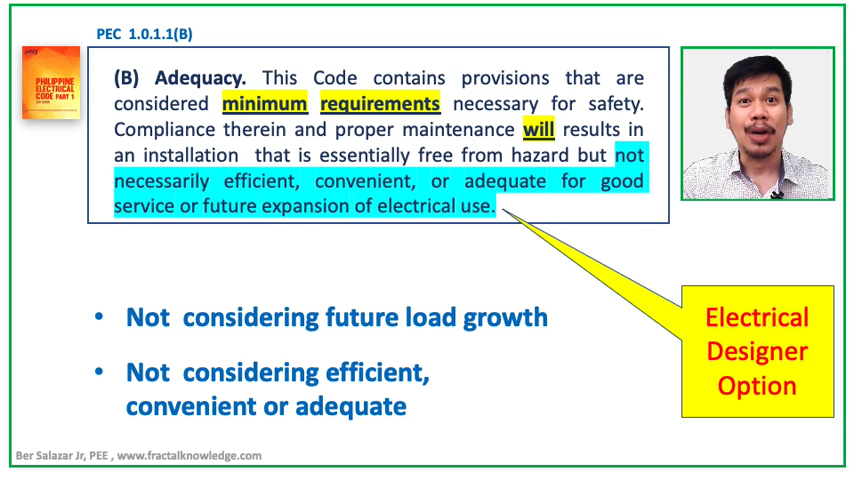 PEC 1.0.1.1(B)
PHILIPPINE
ELECTRICAL
CODE PART 1
(B) Adequacy. This Code contains provisions that are
considered minimum requirements necessary for safety.
Compliance therein and proper maintenance will results in
an installation that is essentially free from hazard but not
necessarily efficient, convenient, or adequate for good
service or future expansion of electrical use.
• Not considering future load growth
• Not considering efficient,
convenient or adequate
Electrical
Designer
Option
Ber Salazar Jr, PEE , www.fractalknowledge.com